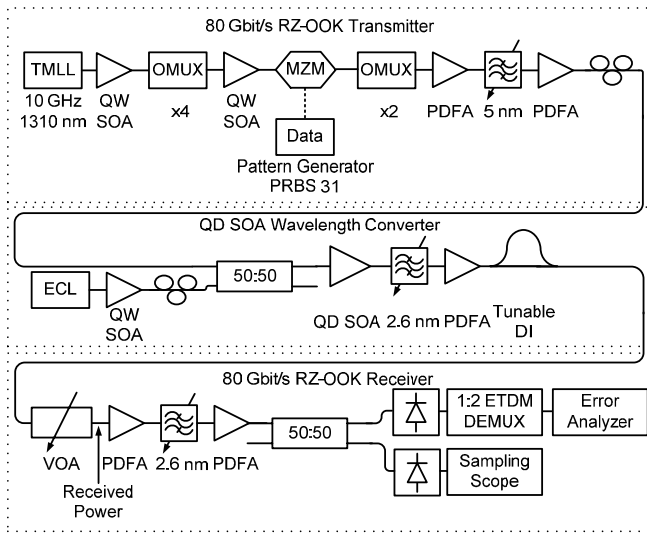 80 Gbit/s RZ-OOK Transmitter
TMLL
OMUX
MZM
OMUX
10 GHz
1310 nm
QW
SOA
x4
QW
SOA
Data
x2
PDFA
5 nm
PDFA
Pattern Generator
PRBS 31
QD SOA Wavelength Converter
ECL
50:50
QW
SOA
QD SOA
2.6 nm
PDFA
Tunable
DI
80 Gbit/s RZ-OOK Receiver
1:2 ETDM
DEMUX
Error
Analyzer
50:50
VOA
PDFA
2.6 nm
PDFA
Sampling
Scope
Received
Power